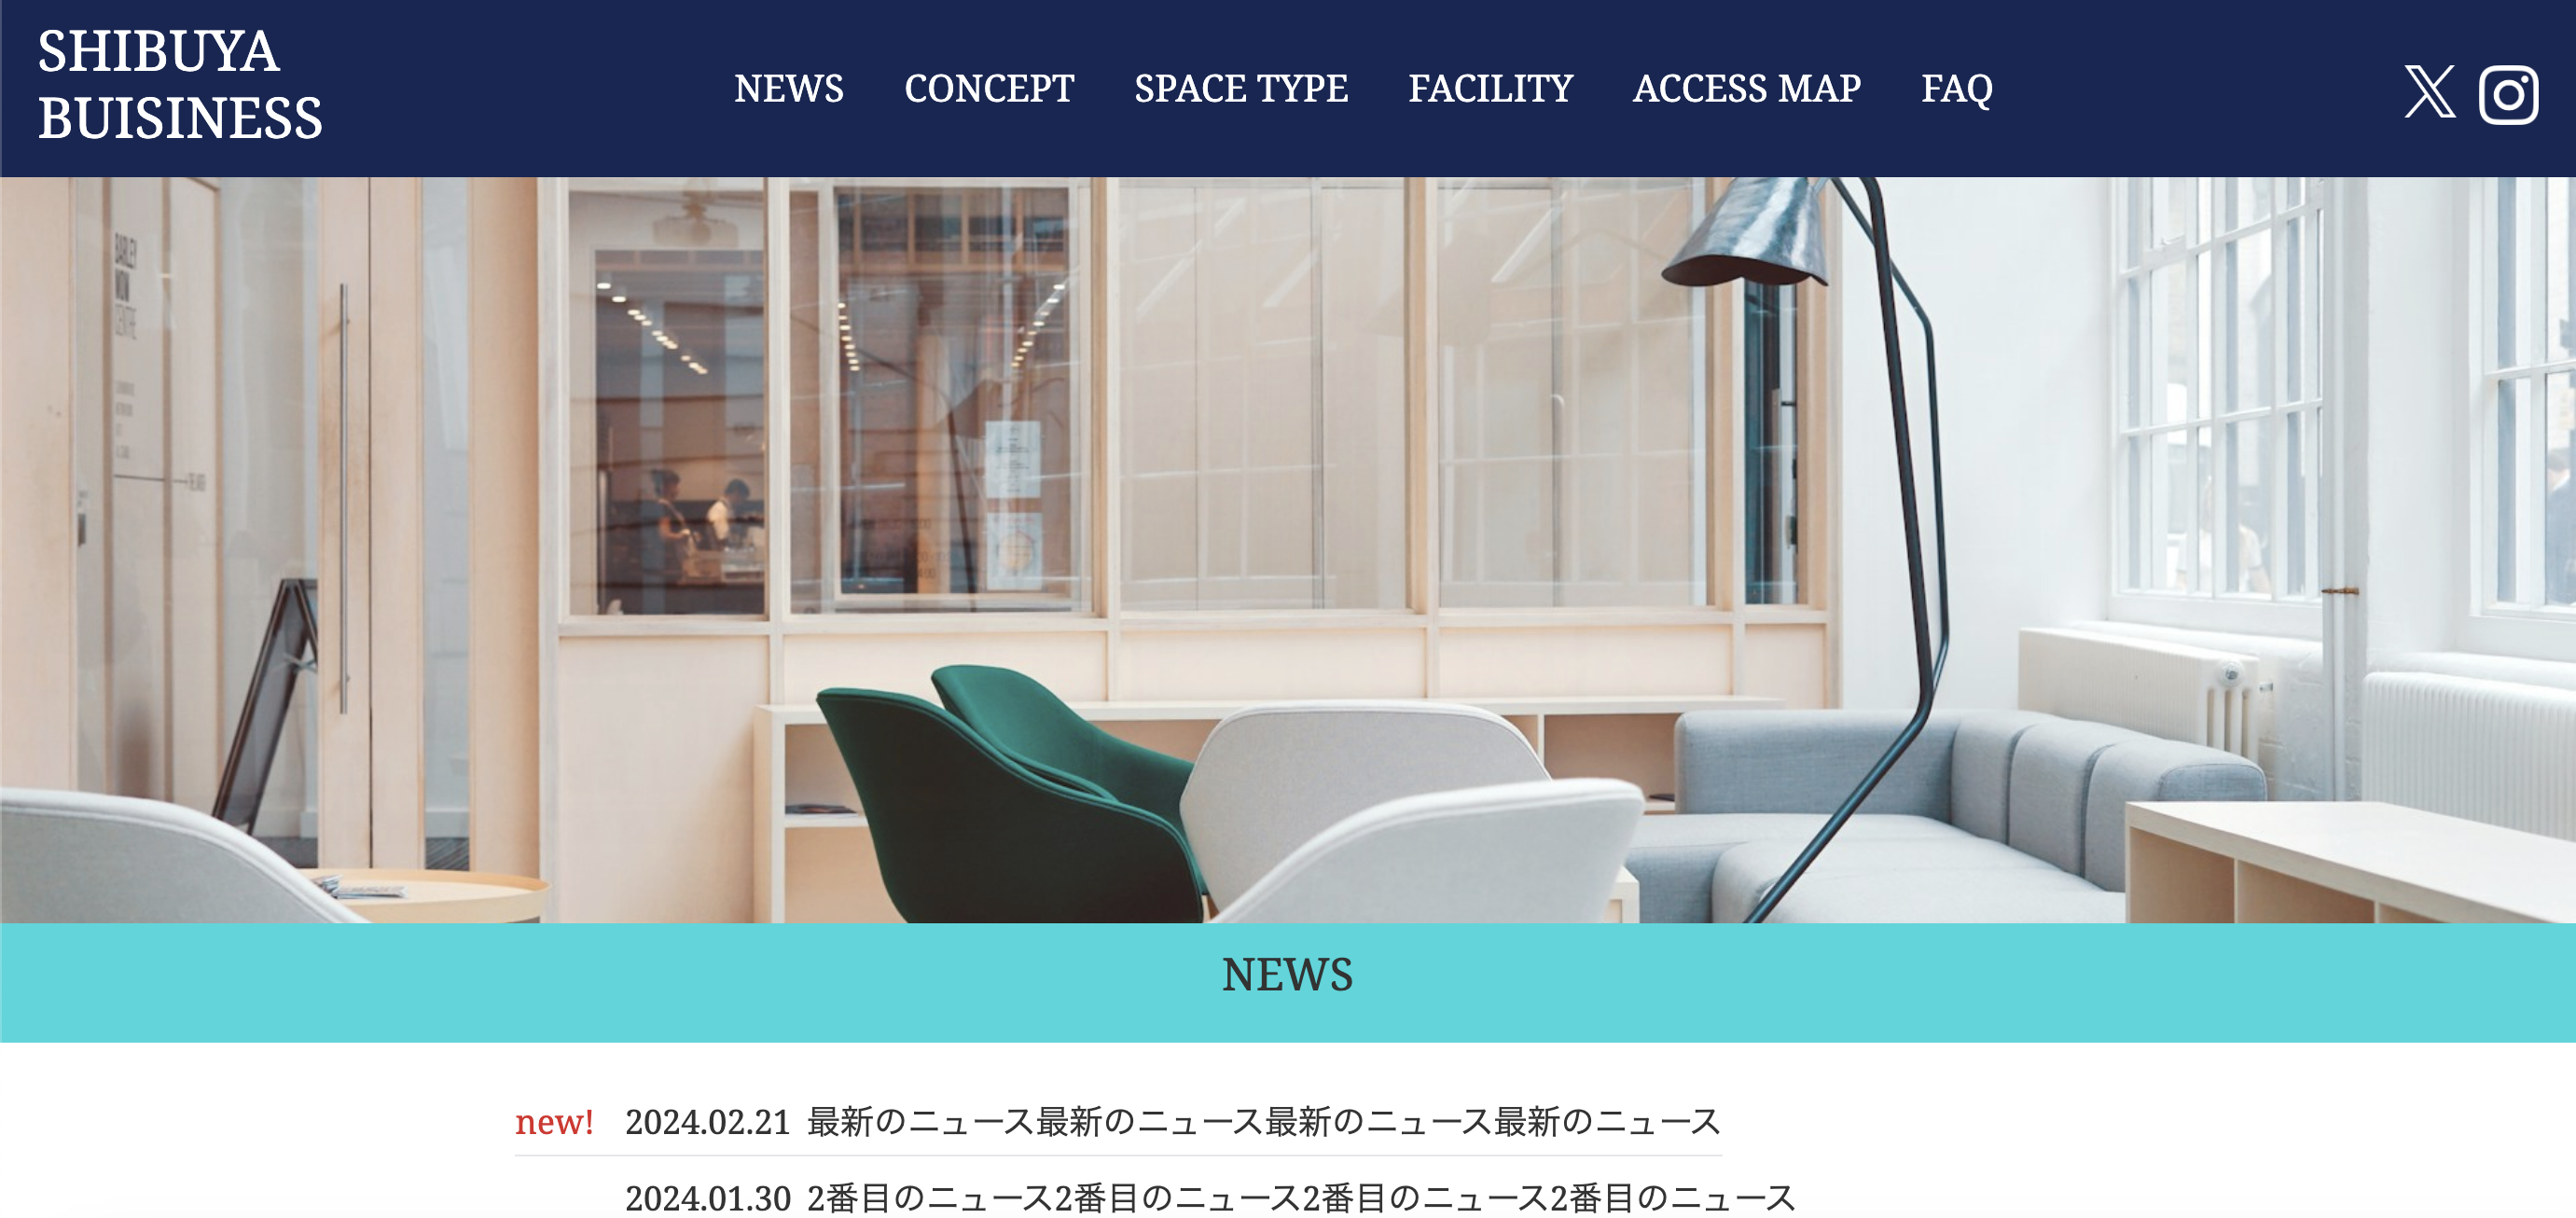 SHIBUYA
BUISINESS
NEWS CONCEPT SPACE TYPE FACILITY ACCESS MAP FAQ
BARLEY
MOW
CENTRE
NEWS
new! 2024.02.21 最新のニュース最新のニュース最新のニュース最新のニュース
2024.01.30 2番目のニュース2番目のニュース2番目のニュース2番目のニュース